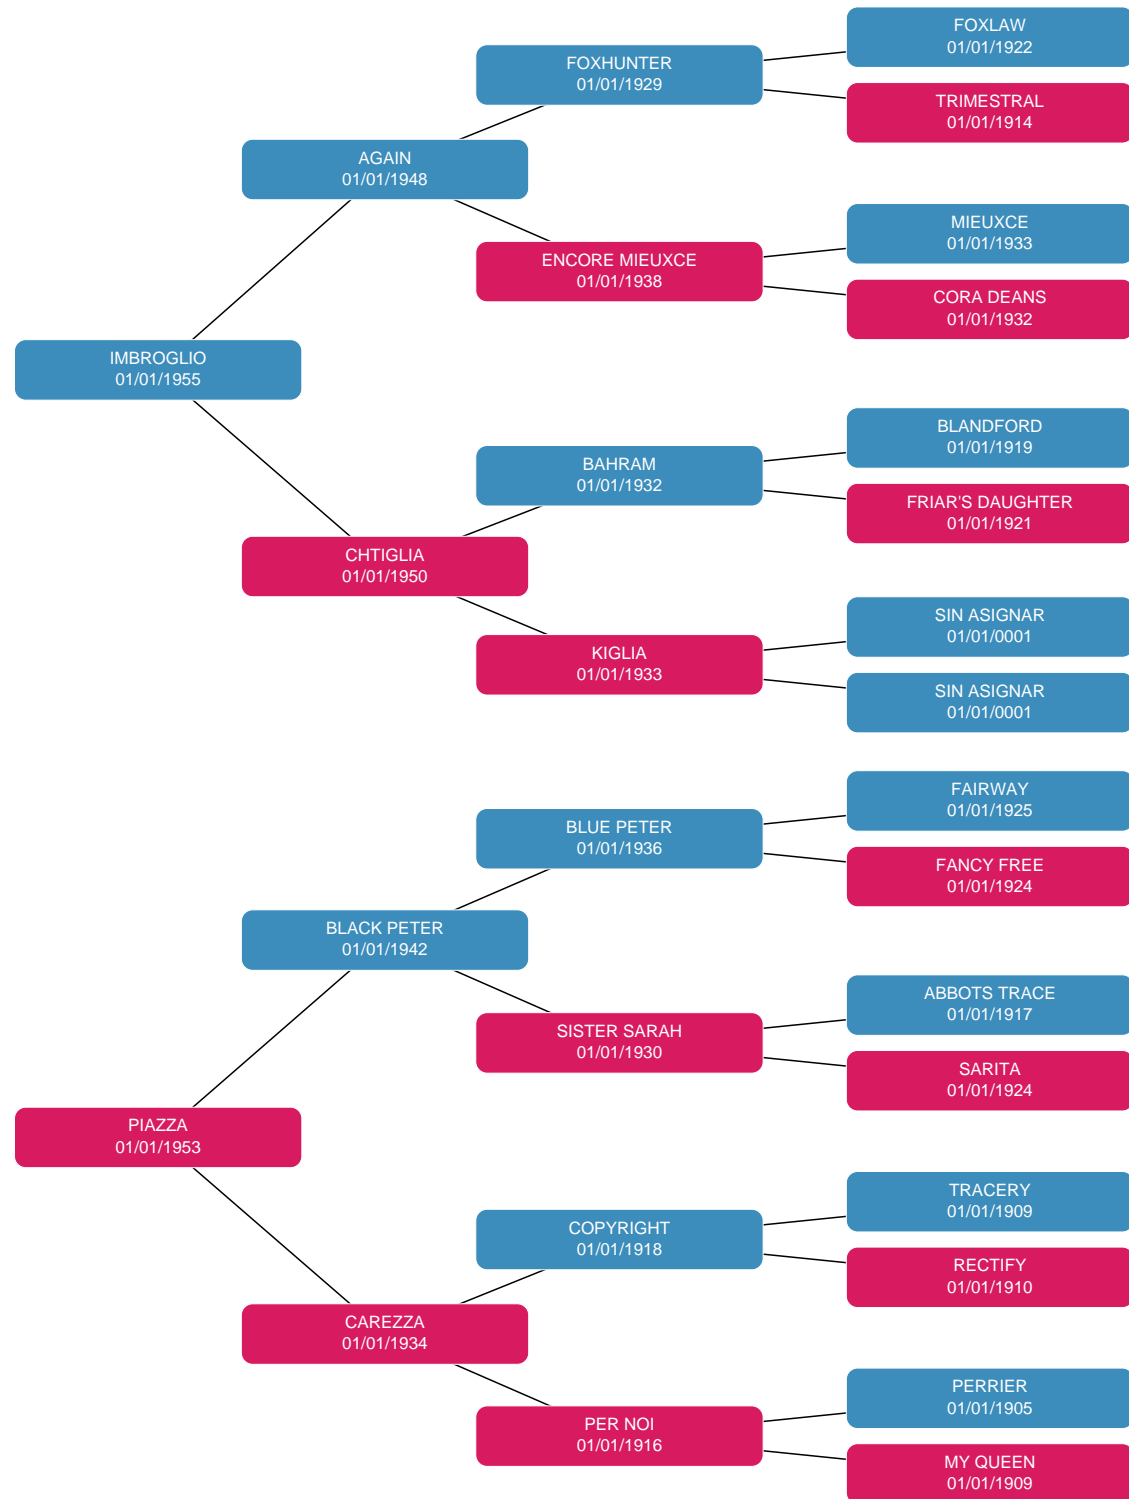 FOXLAW
01/01/1922
FOXHUNTER
01/01/1929
TRIMESTRAL
01/01/1914
AGAIN
01/01/1948
MIEUXCE
01/01/1933
ENCORE MIEUXCE
01/01/1938
CORA DEANS
01/01/1932
IMBROGLIO
01/01/1955
BLANDFORD
01/01/1919
BAHRAM
01/01/1932
FRIAR'S DAUGHTER
01/01/1921
CHTIGLIA
01/01/1950
SIN ASIGNAR
01/01/0001
KIGLIA
01/01/1933
SIN ASIGNAR
01/01/0001
FAIRWAY
01/01/1925
BLUE PETER
01/01/1936
FANCY FREE
01/01/1924
BLACK PETER
01/01/1942
ABBOTS TRACE
01/01/1917
SISTER SARAH
01/01/1930
SARITA
01/01/1924
PIAZZA
01/01/1953
TRACERY
01/01/1909
COPYRIGHT
01/01/1918
RECTIFY
01/01/1910
CAREZZA
01/01/1934
PERRIER
01/01/1905
PER NOI
01/01/1916
MY QUEEN
01/01/1909